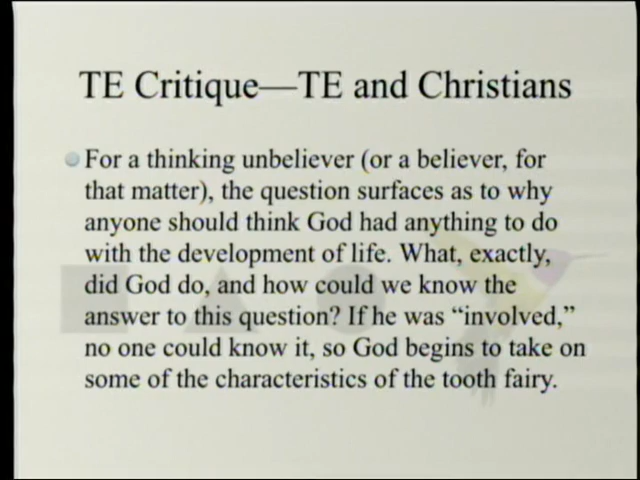 TE Critique—TE and Christians
For a thinking unbeliever (or a believer, for
that matter), the question surfaces as to why
anyone should think God had anything to do
with the development of life. What, exactly,
did God do, and how could we know the
answer to this question? If he was “involved,”
no one could know it, so God begins to take on
some of the characteristics of the tooth fairy.